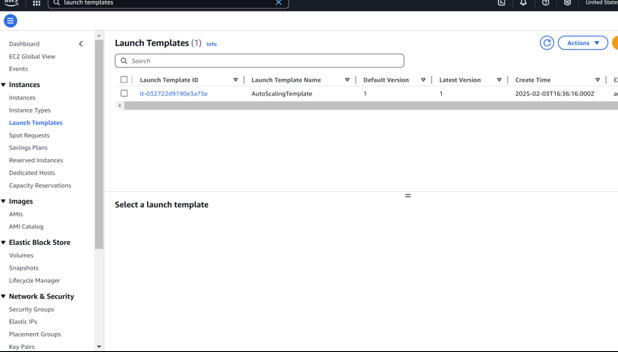 aws
launch templates
United States
Dashboard
EC2 Global View
Events
Instances
Instances
Instance Types
Launch Templates
Spot Requests
Savings Plans
Reserved Instances
Dedicated Hosts
Capacity Reservations
Images
AMIs
AMI Catalog
Elastic Block Store
Volumes
Snapshots
Lifecycle Manager
Network & Security
Security Groups
Elastic IPs
Placement Groups
Key Pairs
Launch Templates (1) Info
Actions
Search
Launch Template ID Launch Template Name Default Version Latest Version Create Time
lt-032722d9190e3a75e AutoScalingTemplate 1 1 2025-02-03T16:36:16.000Z
Select a launch template